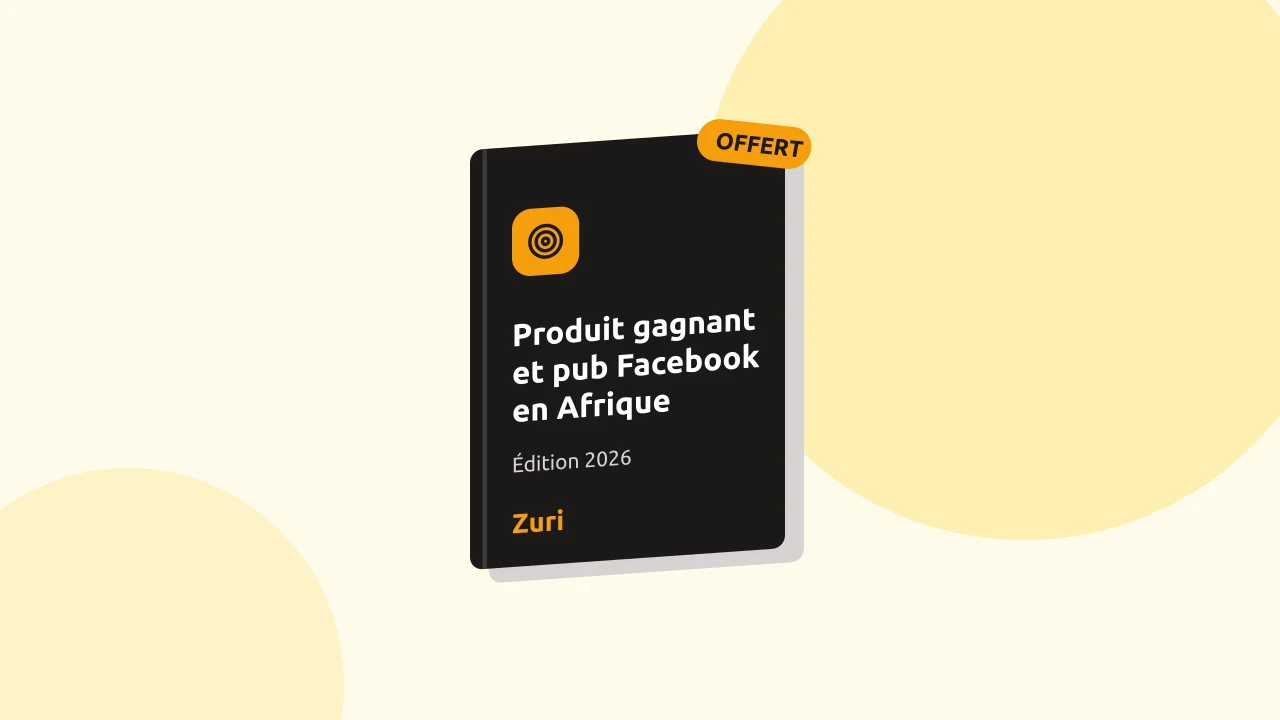 OFFERT
Produit gagnant
et pub Facebook
en Afrique
Édition 2026
Zuri